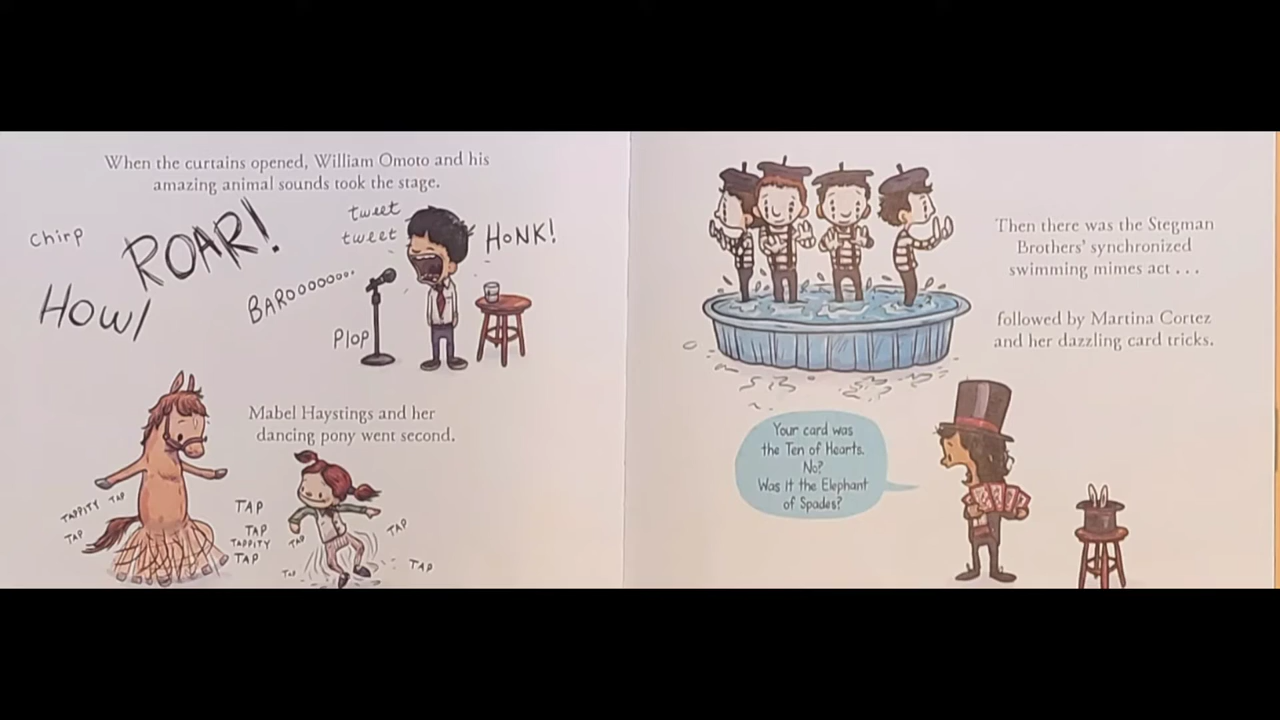 When the curtains opened, William Omoto and his
amazing animal sounds took the stage.
chirp
ROAR!
tweet
tweet
HONK!
HOWl
BAROOOOOOO...
Plop
Mabel Haystings and her
dancing pony went second.
TAPPITY TAP
TAP
TAP
TAP
TAPPITY
TAP
TAP
TAP
TAP
TAP
Then there was the Stegman
Brothers' synchronized
swimming mimes act . . .
followed by Martina Cortez
and her dazzling card tricks.
Your card was
the Ten of Hearts.
No?
Was it the Elephant
of Spades?